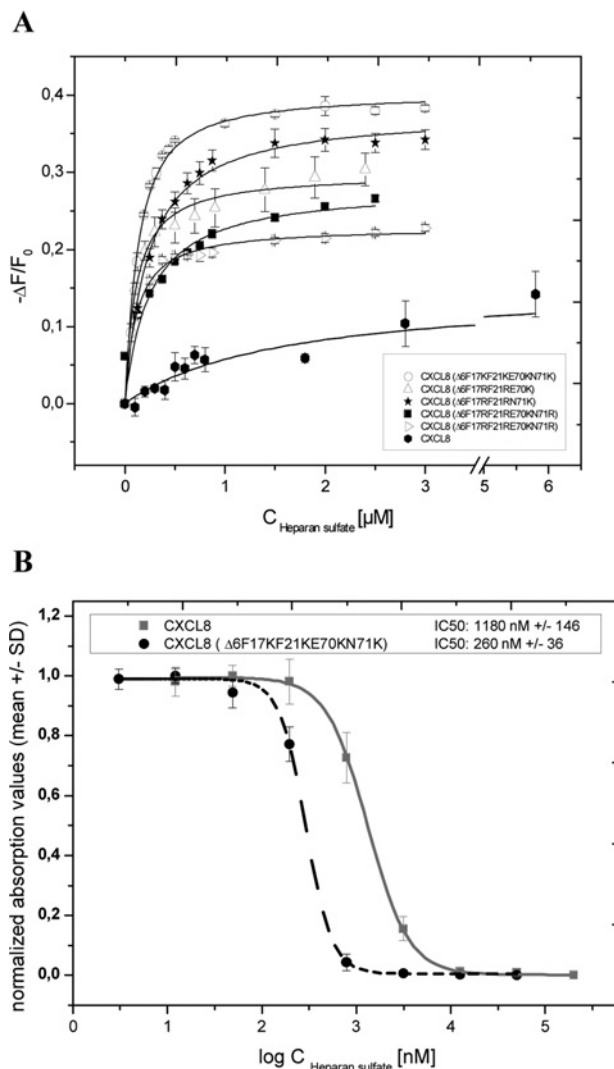 A
0,4
0,3
0,2
0,1
0,0
-ΔF/F0
CXCL8 (Δ6F17KF21KE70KN71K)
CXCL8 (Δ6F17RF21RE70K)
CXCL8 (Δ6F17RF21RN71K)
CXCL8 (Δ6F17RF21RE70KN71R)
CXCL8 (Δ6F17RF21RE70KN71R)
CXCL8
0 1 2 3 5 6
C Heparan sulfate [µM]
B
1,2
1,0
0,8
0,6
0,4
0,2
0,0
normalized absorption values (mean +/- SD)
CXCL8 IC50: 1180 nM +/- 146
CXCL8 ( Δ6F17KF21KE70KN71K) IC50: 260 nM +/- 36
0 1 2 3 4 5
log C Heparan sulfate [nM]